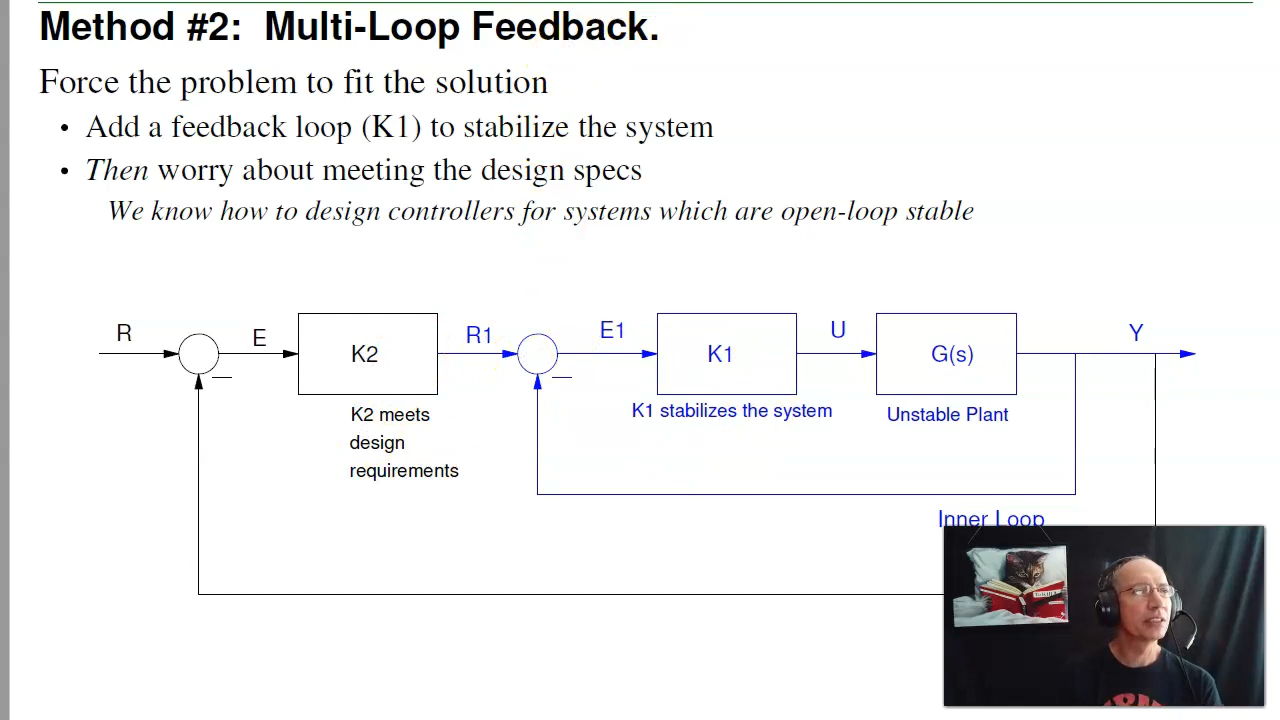 Method #2: Multi-Loop Feedback.
Force the problem to fit the solution
• Add a feedback loop (K1) to stabilize the system
• Then worry about meeting the design specs
We know how to design controllers for systems which are open-loop stable
R
E
K2
R1
E1
K1
U
G(s)
Y
K2 meets
design
requirements
K1 stabilizes the system
Unstable Plant
Inner Loop